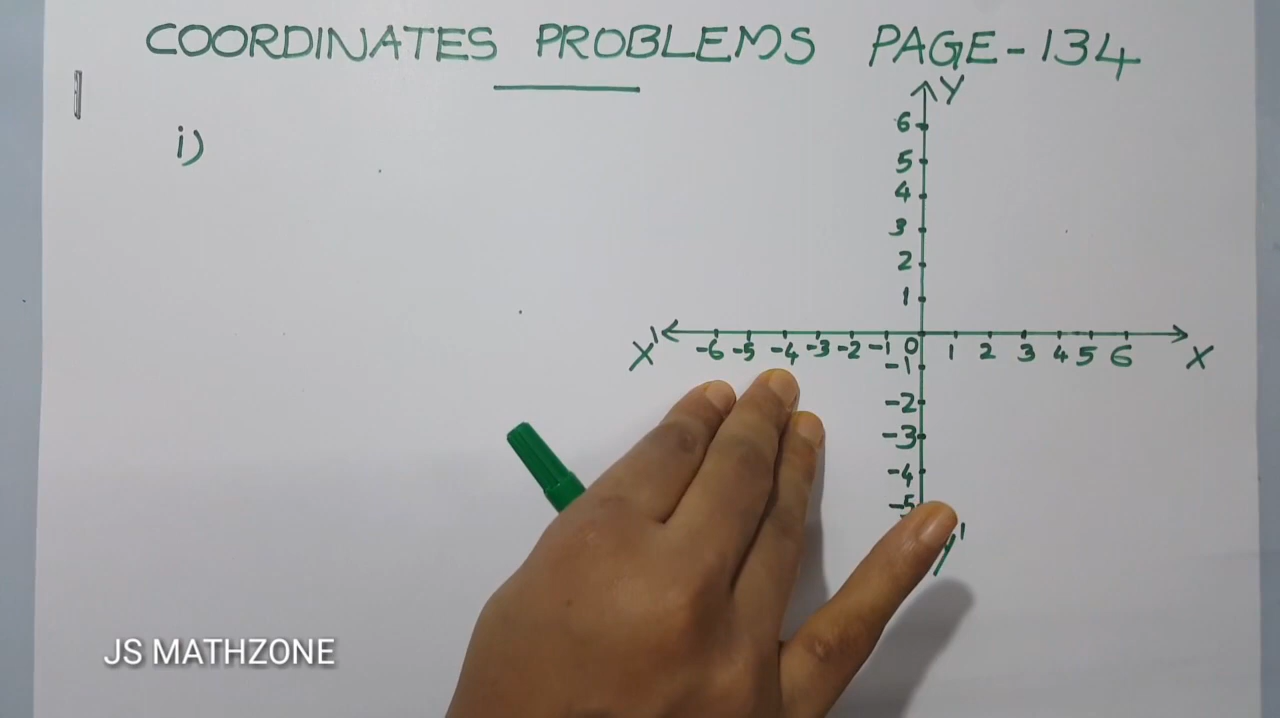 COORDINATES PROBLEMS PAGE-134
1
i)
Y
6
5
4
3
2
1
X' -6 -5 -4 -3 -2 -1 0 1 2 3 4 5 6 X
-1
-2
-3
-4
-5
Y'
JS MATHZONE